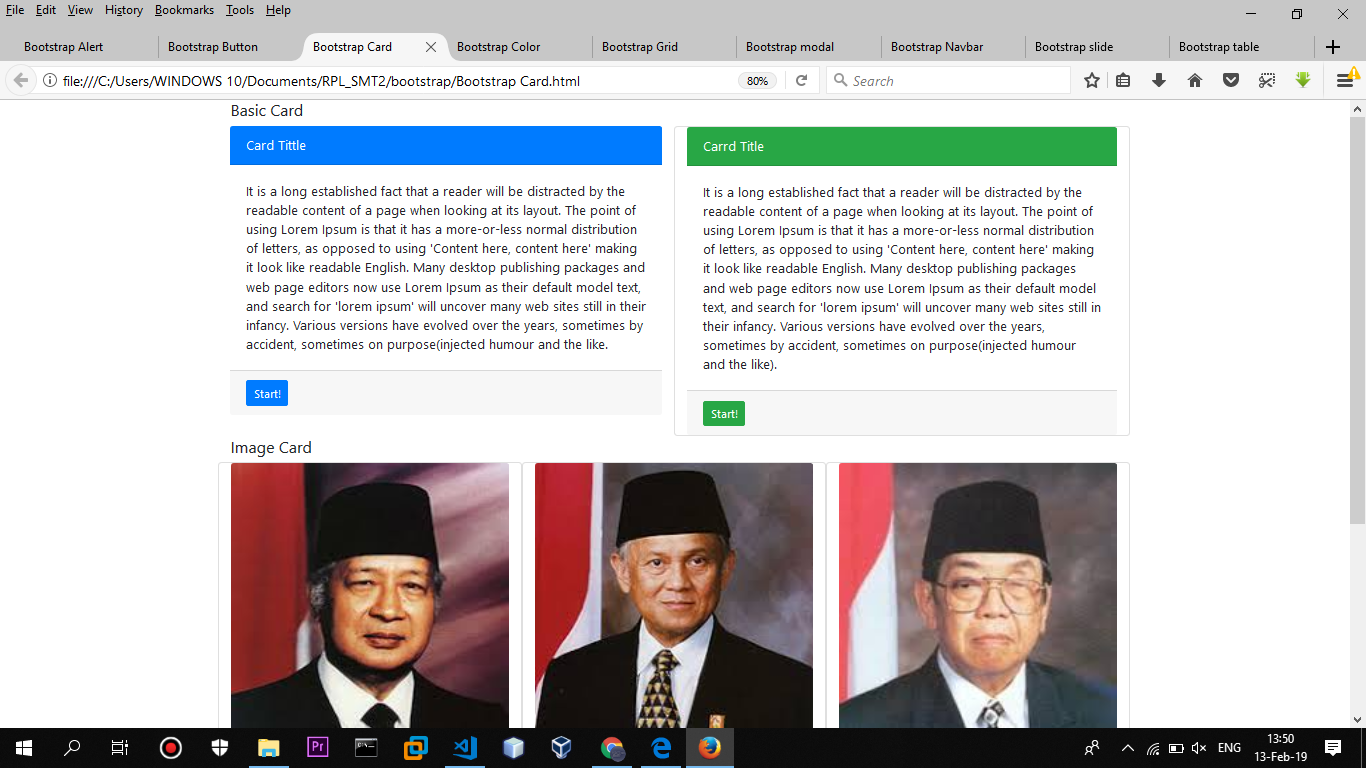 File Edit View History Bookmarks Tools Help
Bootstrap Alert Bootstrap Button Bootstrap Card Bootstrap Color Bootstrap Grid Bootstrap modal Bootstrap Navbar Bootstrap slide Bootstrap table
file:///C:/Users/WINDOWS 10/Documents/RPL_SMT2/bootstrap/Bootstrap Card.html 80% Search
Basic Card
Card Tittle
It is a long established fact that a reader will be distracted by the
readable content of a page when looking at its layout. The point of
using Lorem Ipsum is that it has a more-or-less normal distribution
of letters, as opposed to using 'Content here, content here' making
it look like readable English. Many desktop publishing packages and
web page editors now use Lorem Ipsum as their default model text,
and search for 'lorem ipsum' will uncover many web sites still in their
infancy. Various versions have evolved over the years, sometimes by
accident, sometimes on purpose(injected humour and the like.
Start!
Carrd Title
It is a long established fact that a reader will be distracted by the
readable content of a page when looking at its layout. The point of
using Lorem Ipsum is that it has a more-or-less normal distribution
of letters, as opposed to using 'Content here, content here' making
it look like readable English. Many desktop publishing packages
and web page editors now use Lorem Ipsum as their default model
text, and search for 'lorem ipsum' will uncover many web sites still in
their infancy. Various versions have evolved over the years,
sometimes by accident, sometimes on purpose(injected humour
and the like).
Start!
Image Card
Pr
ENG
13:50
13-Feb-19